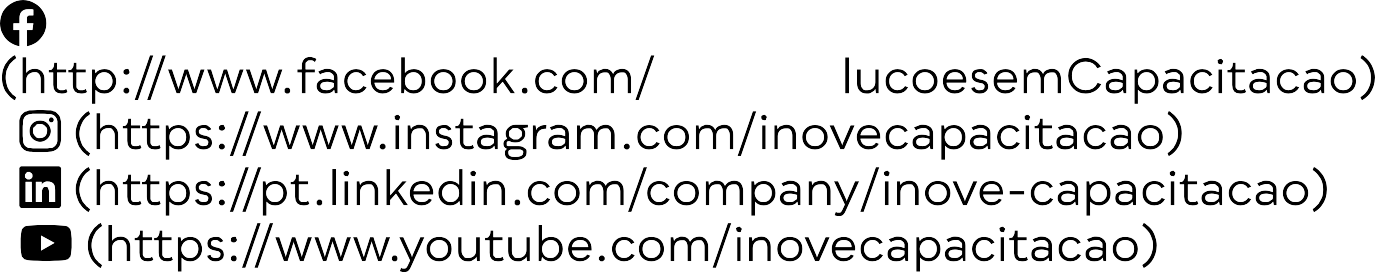 (http://www.facebook.com/ lucoesemCapacitacao)
(https://www.instagram.com/inovecapacitacao)
(https://pt.linkedin.com/company/inove-capacitacao)
(https://www.youtube.com/inovecapacitacao)